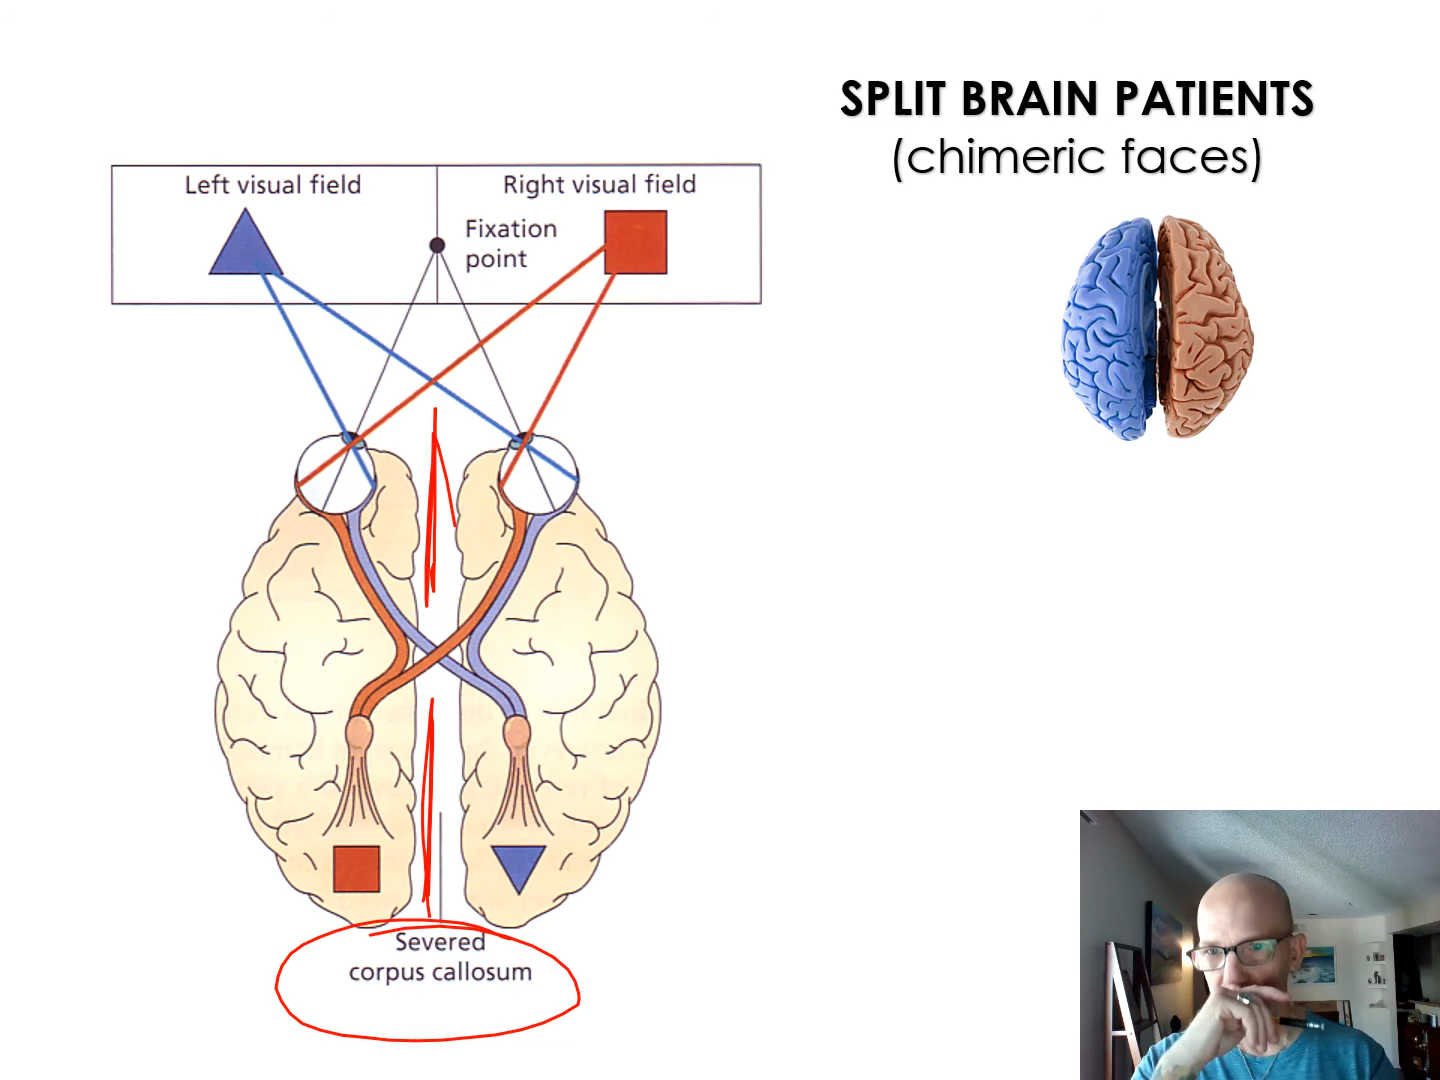 SPLIT BRAIN PATIENTS
(chimeric faces)
Left visual field
Right visual field
Fixation
point
Severed
corpus callosum